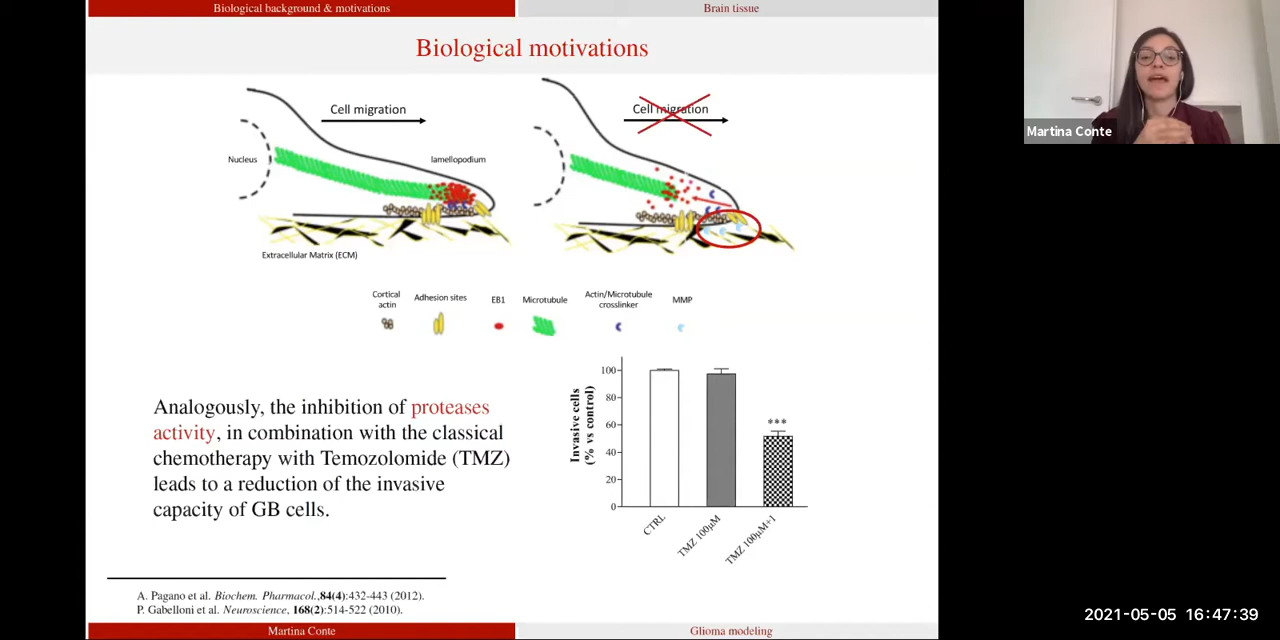 Biological background & motivations
Brain tissue
Biological motivations
Martina Conte
Cell migration
Cell migration
Nucleus
lamellopodium
Extracellular Matrix (ECM)
Cortical
actin
Adhesion sites
EB1
Microtubule
Actin/Microtubule
crosslinker
MMP
Analogously, the inhibition of proteases
activity, in combination with the classical
chemotherapy with Temozolomide (TMZ)
leads to a reduction of the invasive
capacity of GB cells.
Invasive cells
(% vs control)
100
80
60
40
20
0
***
CTRL
TMZ 100μM
TMZ 100μM+1
A. Pagano et al. Biochem. Pharmacol.,84(4):432-443 (2012).
P. Gabelloni et al. Neuroscience, 168(2):514-522 (2010).
Martina Conte
Glioma modeling
2021-05-05 16:47:39